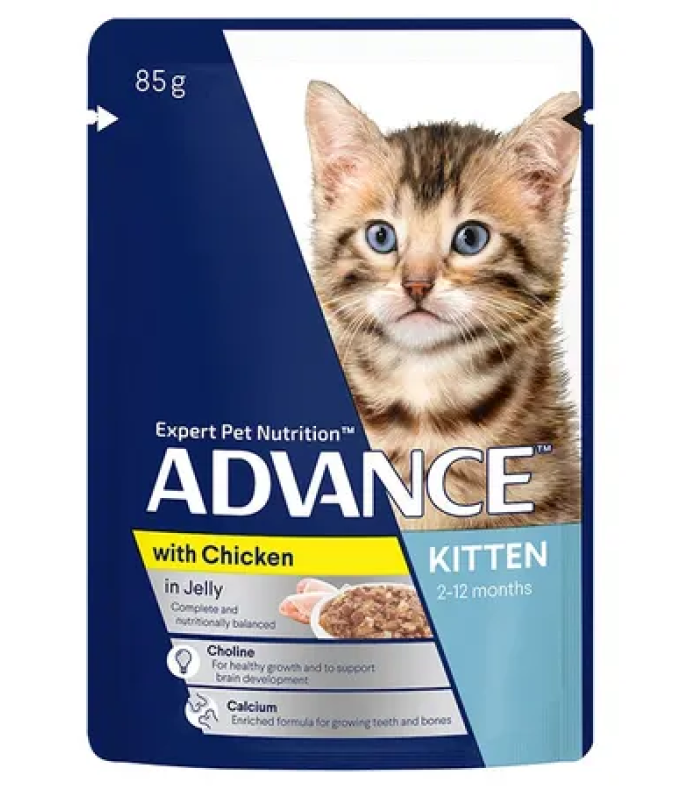 85g
Expert Pet Nutrition™
ADVANCE™
with Chicken
in Jelly
Complete and
nutritionally balanced
KITTEN
2-12 months
Choline
For healthy growth and to support
brain development
Calcium
Enriched formula for growing teeth and bones